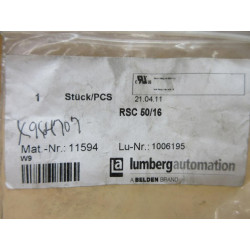 1 Stück/PCS
21.04.11
RSC 50/16
Mat -Nr.: 11594
Lu-Nr.: 1006195
W9
lumbergautomation
A BELDEN BRAND